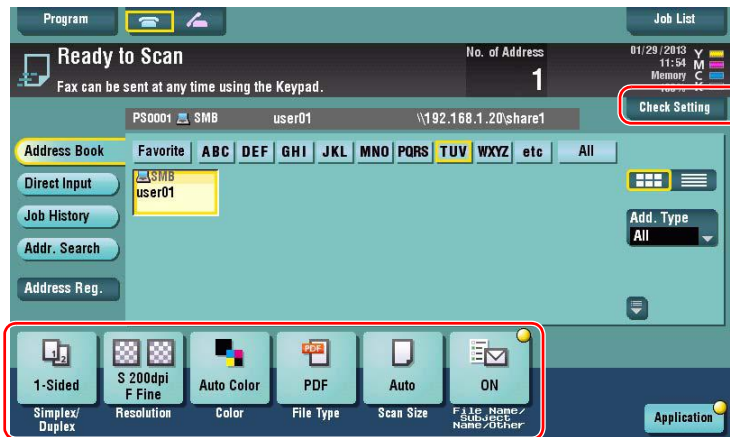 Program
Job List
Ready to Scan
No. of Address
01/29/2013
Y
11:54
M
Fax can be sent at any time using the Keypad.
1
Memory
C
Check Setting
PS0001 SMB user01 \\192.168.1.20\share1
Address Book
Favorite ABC DEF GHI JKL MNO PQRS TUV WXYZ etc All
SMB
user01
Direct Input
Job History
Add. Type
All
Addr. Search
Address Reg.
1 2
PDF
1-Sided
S 200dpi
F Fine
Auto Color
PDF
Auto
ON
Simplex/
Duplex
Resolution
Color
File Type
Scan Size
File Name/
Subject
Name/Other
Application